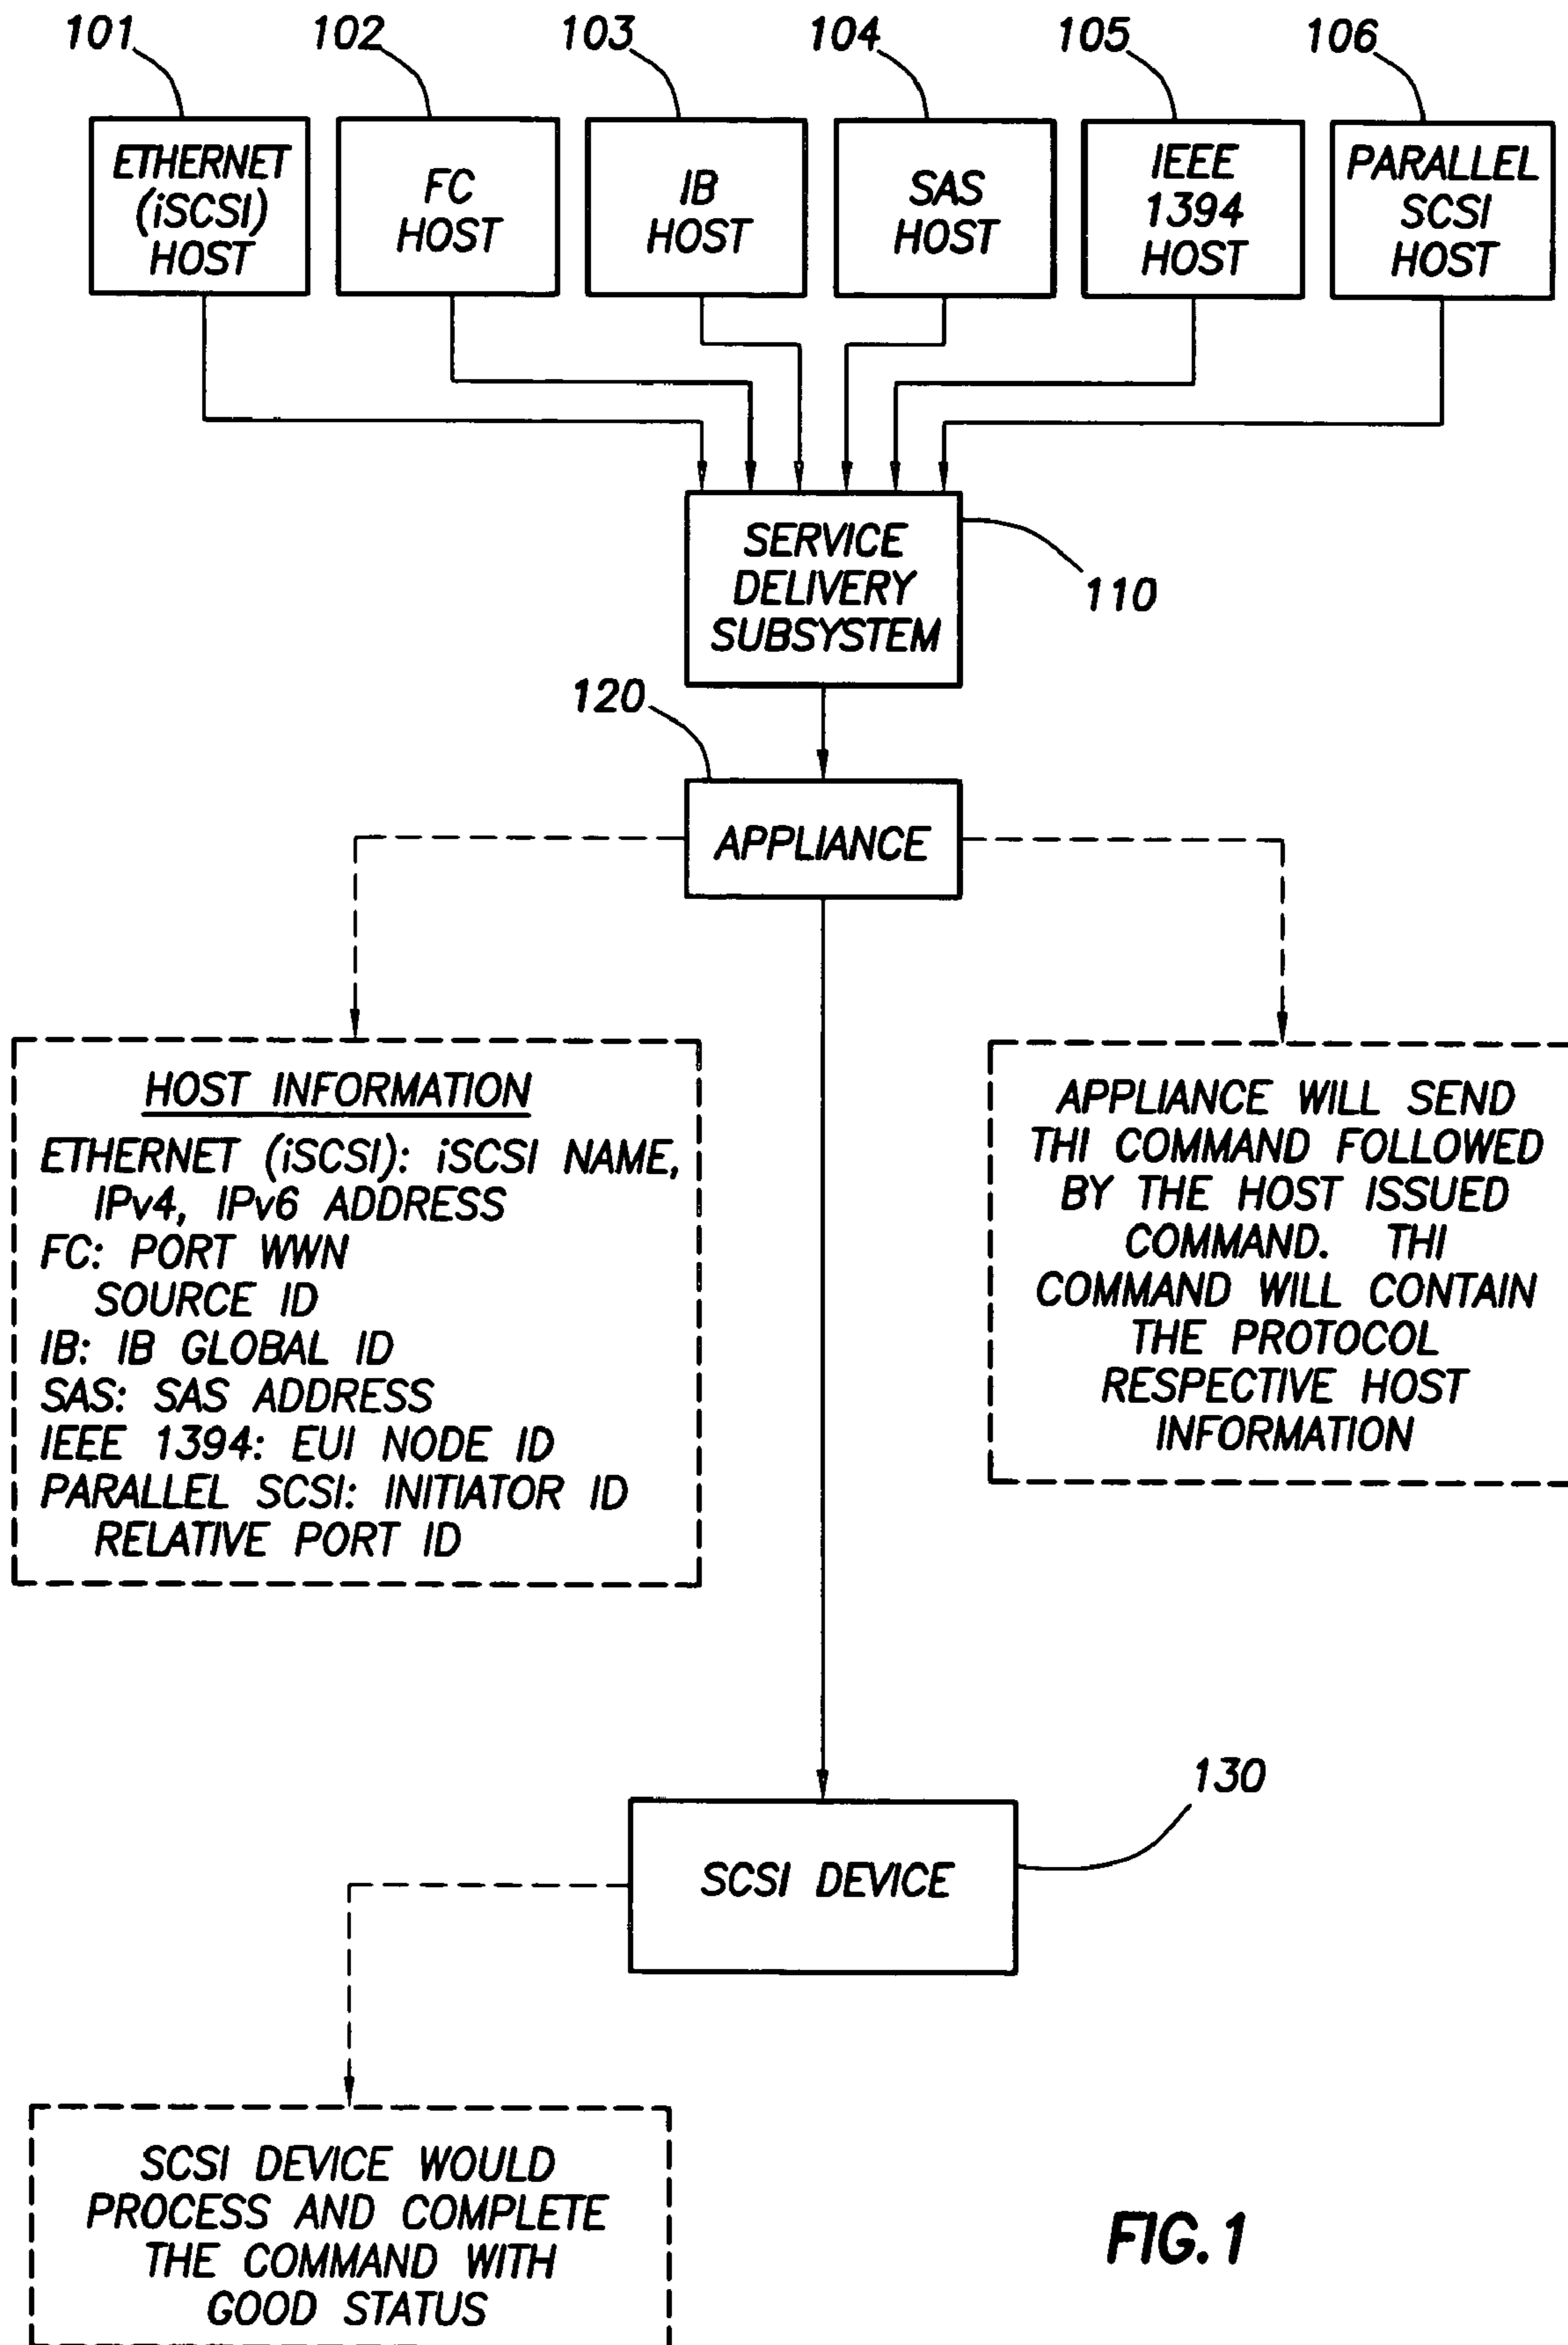 101 102 103 104 105 106
ETHERNET
(iSCSI)
HOST
FC
HOST
IB
HOST
SAS
HOST
IEEE
1394
HOST
PARALLEL
SCSI
HOST
SERVICE
DELIVERY
SUBSYSTEM
110
120
APPLIANCE
HOST INFORMATION
ETHERNET (iSCSI): iSCSI NAME,
IPv4, IPv6 ADDRESS
FC: PORT WWN
SOURCE ID
IB: IB GLOBAL ID
SAS: SAS ADDRESS
IEEE 1394: EUI NODE ID
PARALLEL SCSI: INITIATOR ID
RELATIVE PORT ID
APPLIANCE WILL SEND
THI COMMAND FOLLOWED
BY THE HOST ISSUED
COMMAND. THI
COMMAND WILL CONTAIN
THE PROTOCOL
RESPECTIVE HOST
INFORMATION
130
SCSI DEVICE
SCSI DEVICE WOULD
PROCESS AND COMPLETE
THE COMMAND WITH
GOOD STATUS
FIG. 1